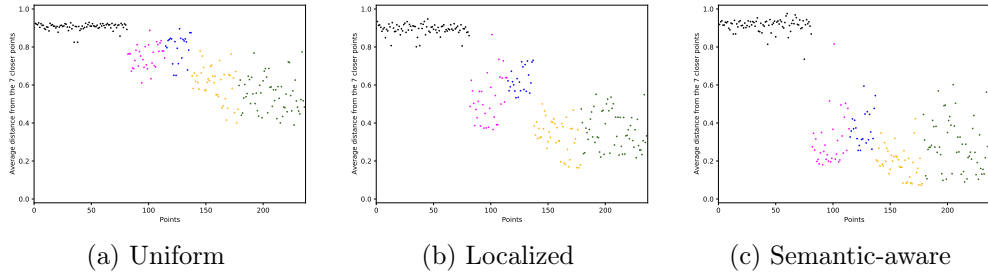 1.0
0.8
0.6
0.4
0.2
0.0
Average distance from the 7 closer points
0 50 100 150 200
Points
(a) Uniform
1.0
0.8
0.6
0.4
0.2
0.0
Average distance from the 7 closer points
0 50 100 150 200
Points
(b) Localized
1.0
0.8
0.6
0.4
0.2
0.0
Average distance from the 7 closer points
0 50 100 150 200
Points
(c) Semantic-aware